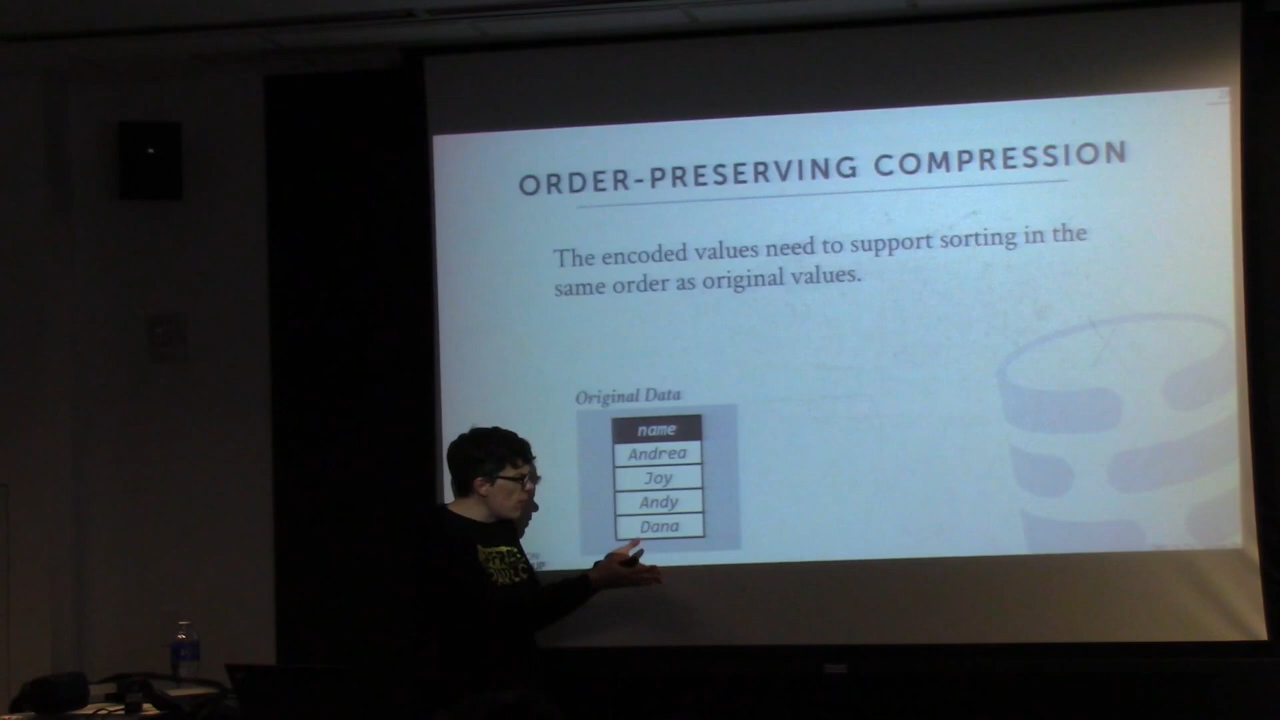 ORDER-PRESERVING COMPRESSION
The encoded values need to support sorting in the
same order as original values.
Original Data
name
Andrea
Joy
Andy
Dana